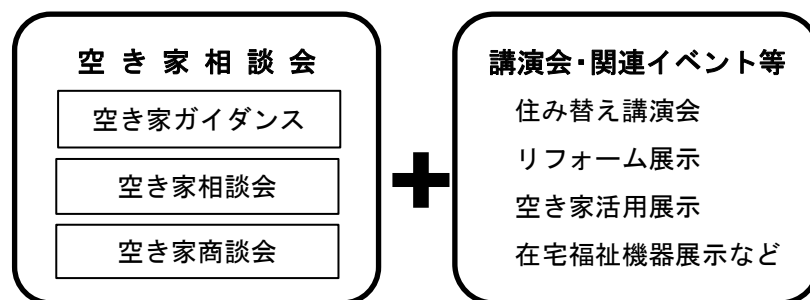 空き家相談会
空き家ガイダンス
空き家相談会
空き家商談会
+
講演会・関連イベント等
住み替え講演会
リフォーム展示
空き家活用展示
在宅福祉機器展示など